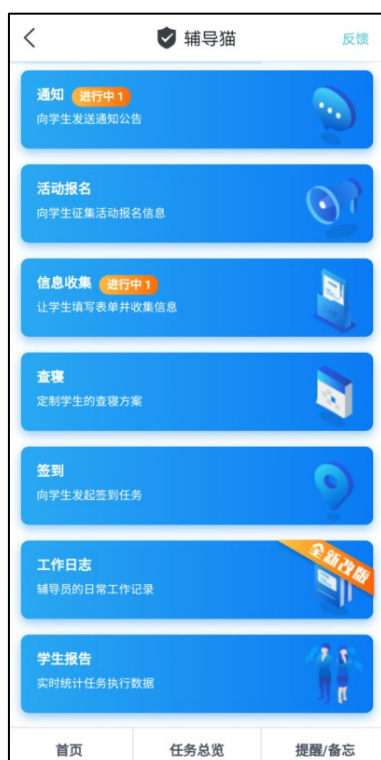 辅导猫
反馈
通知 进行中 1
向学生发送通知公告
活动报名
向学生征集活动报名信息
信息收集 进行中 1
让学生填写表单并收集信息
查寝
定制学生的查寝方案
签到
向学生发起签到任务
全新改版
工作日志
辅导员的日常工作记录
学生报告
实时统计任务执行数据
首页 任务总览 提醒/备忘